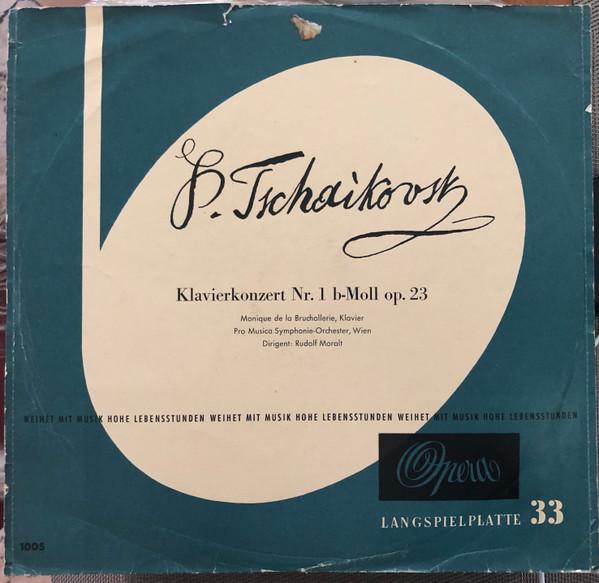 P. Tschaikovsky
Klavierkonzert Nr. 1 b-Moll op. 23
Monique de la Bruchollerie, Klavier
Pro Musica Symphonie-Orchester, Wien
Dirigent: Rudolf Moralt
WEIHET MIT MUSIK HOHE LEBENSSTUNDEN WEIHET MIT MUSIK HOHE LEBENSSTUNDEN WEIHET MIT MUSIK HOHE LEBENSSTUNDEN
Opera
LANGSPIELPLATTE 33
1005